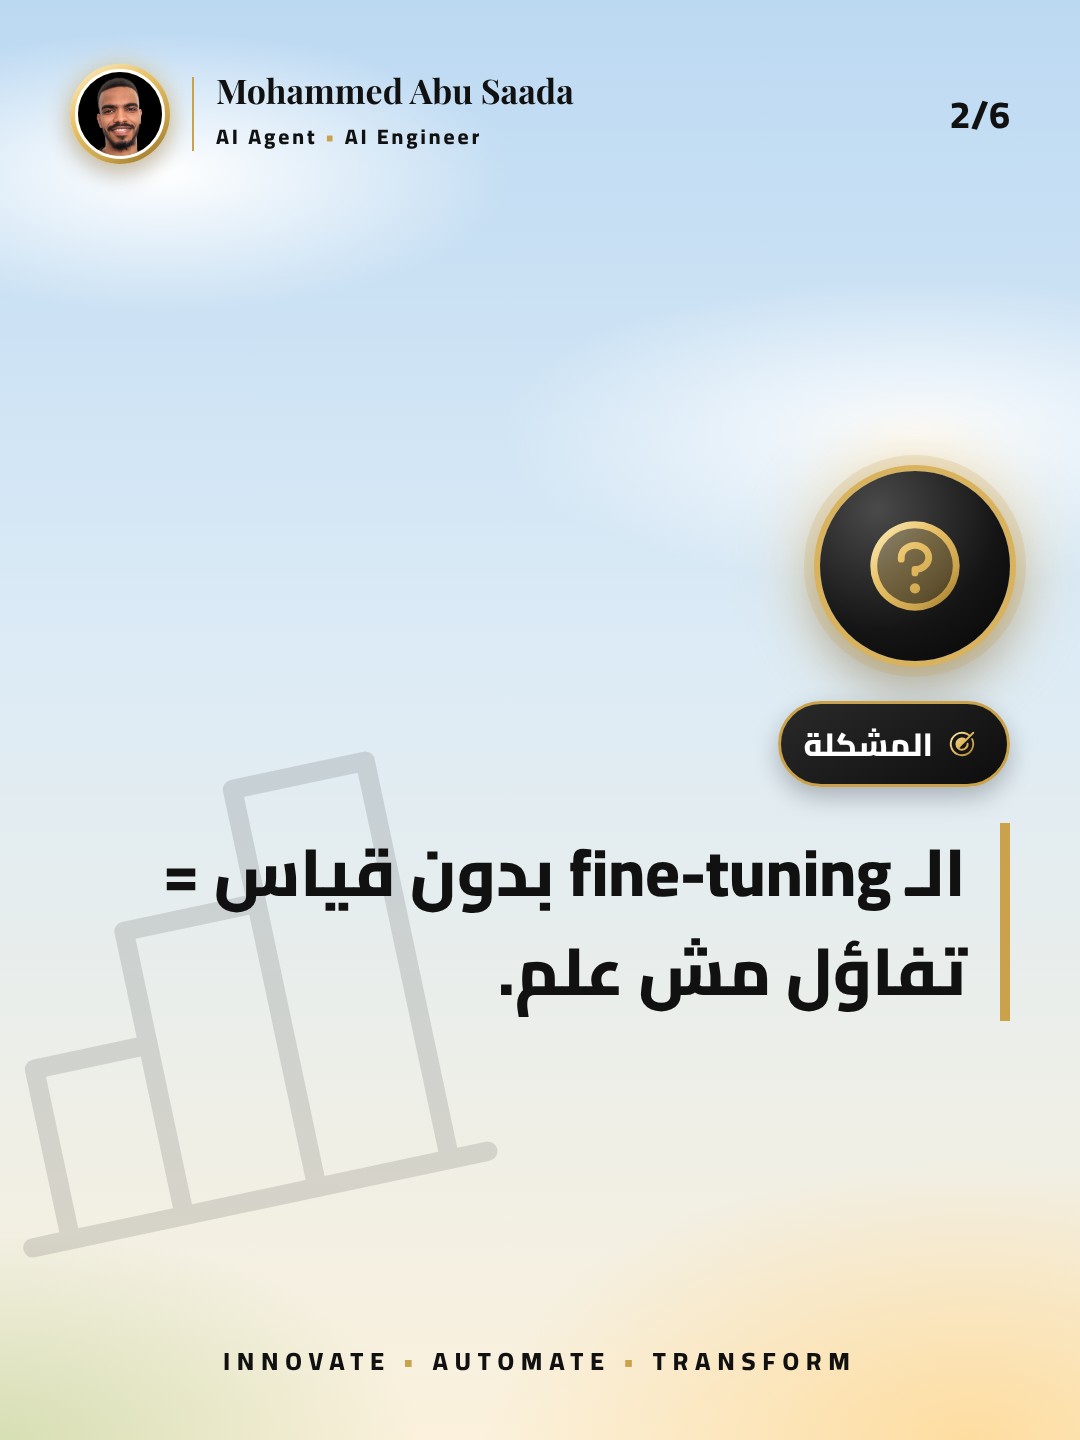 Mohammed Abu Saada
AI Agent ▪ AI Engineer
2/6
المشكلة
الـ fine-tuning بدون قياس =
تفاؤل مش علم.
INNOVATE ▪ AUTOMATE ▪ TRANSFORM